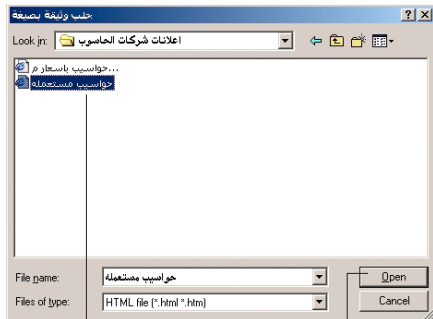 جلب وثيقة بصيغة
Look in: اعلانات شركات الحاسوب
حواسيب باسعار م...
حواسيب مستعمله
File name: حواسيب مستعمله
Open
Files of type: HTML file (*.html *.htm)
Cancel